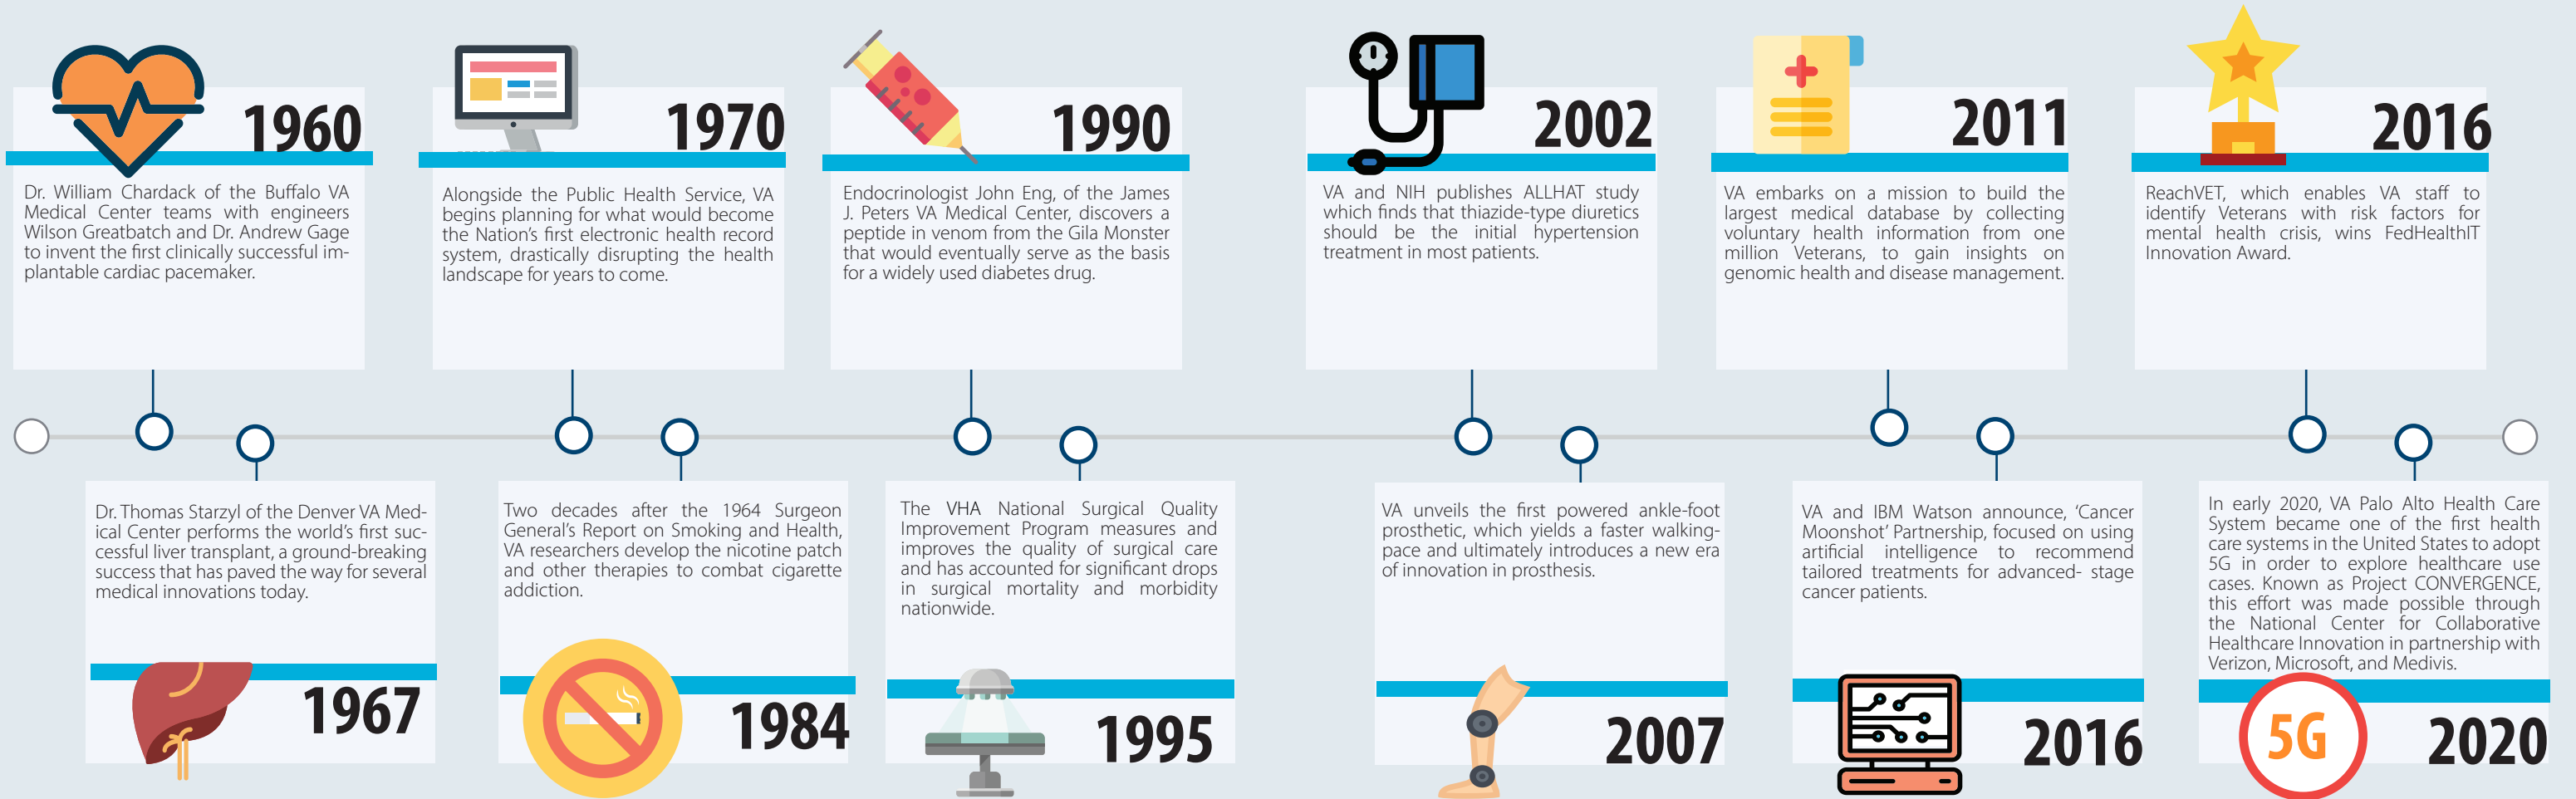 1960
Dr. William Chardack of the Buffalo VA
Medical Center teams with engineers
Wilson Greatbatch and Dr. Andrew Gage
to invent the first clinically successful im-
plantable cardiac pacemaker.
1970
Alongside the Public Health Service, VA
begins planning for what would become
the Nation's first electronic health record
system, drastically disrupting the health
landscape for years to come.
1990
Endocrinologist John Eng, of the James
J. Peters VA Medical Center, discovers a
peptide in venom from the Gila Monster
that would eventually serve as the basis
for a widely used diabetes drug.
2002
VA and NIH publishes ALLHAT study
which finds that thiazide-type diuretics
should be the initial hypertension
treatment in most patients.
2011
VA embarks on a mission to build the
largest medical database by collecting
voluntary health information from one
million Veterans, to gain insights on
genomic health and disease management.
2016
ReachVET, which enables VA staff to
identify Veterans with risk factors for
mental health crisis, wins FedHealthIT
Innovation Award.
Dr. Thomas Starzyl of the Denver VA Med-
ical Center performs the world's first suc-
cessful liver transplant, a ground-breaking
success that has paved the way for several
medical innovations today.
1967
Two decades after the 1964 Surgeon
General's Report on Smoking and Health,
VA researchers develop the nicotine patch
and other therapies to combat cigarette
addiction.
1984
The VHA National Surgical Quality
Improvement Program measures and
improves the quality of surgical care
and has accounted for significant drops
in surgical mortality and morbidity
nationwide.
1995
VA unveils the first powered ankle-foot
prosthetic, which yields a faster walking-
pace and ultimately introduces a new era
of innovation in prosthesis.
2007
VA and IBM Watson announce, 'Cancer
Moonshot' Partnership, focused on using
artificial intelligence to recommend
tailored treatments for advanced- stage
cancer patients.
2016
In early 2020, VA Palo Alto Health Care
System became one of the first health
care systems in the United States to adopt
5G in order to explore healthcare use
cases. Known as Project CONVERGENCE,
this effort was made possible through
the National Center for Collaborative
Healthcare Innovation in partnership with
Verizon, Microsoft, and Medivis.
5G
2020